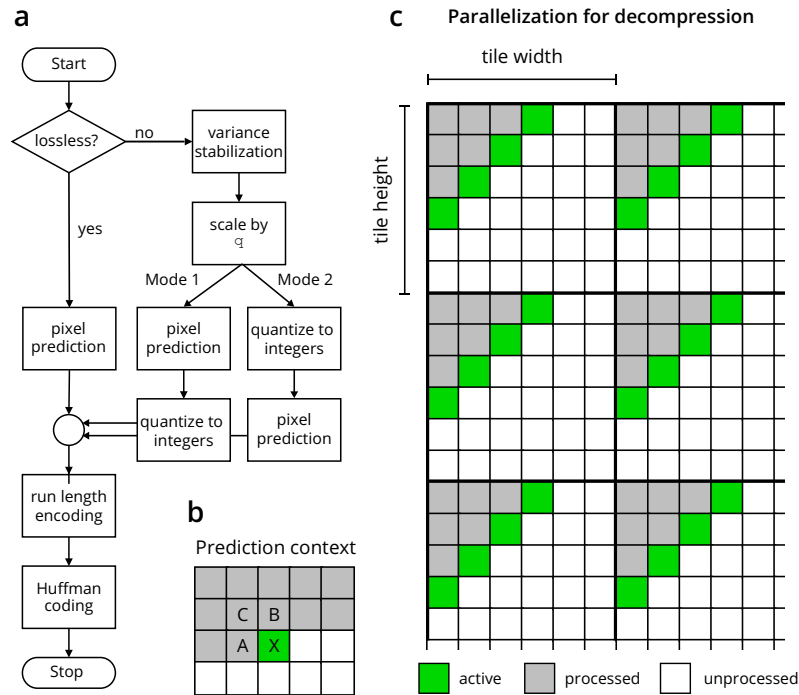 a
Start
lossless?
no
yes
variance
stabilization
scale by
q
Mode 1
Mode 2
pixel
prediction
pixel
prediction
quantize to
integers
quantize to
integers
pixel
prediction
run length
encoding
Huffman
coding
Stop
b
Prediction context
C B
A X
c
Parallelization for decompression
tile width
tile height
active
processed
unprocessed